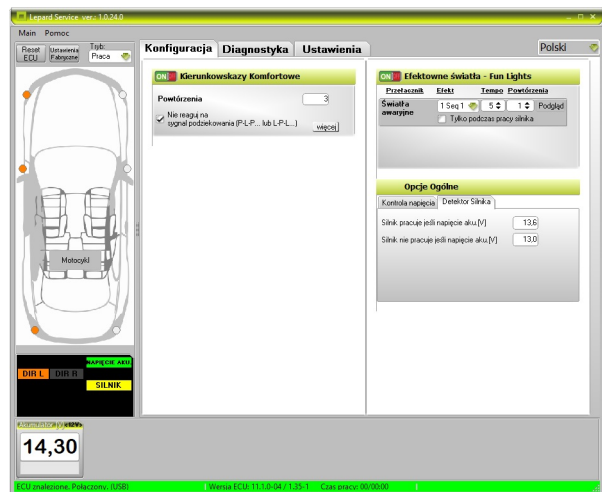 Lepard Service ver.: 1.0.24.0
Main Pomoc
Reset ECU
Ustawienia Fabryczne
Tryb:
Praca
Konfiguracja Diagnostyka Ustawienia
Polski
ON Kierunkowskazy Komfortowe
Powtórzenia 3
Nie reaguj na
sygnał podziekowania (P-L-P... lub L-P-L...) więcej
ON Efektowne światła - Fun Lights
Przełącznik Efekt Tempo Powtórzenia
Światła awaryjne 1 Seq 1 5 1 Podgląd
Tylko podczas pracy silnika
Opcje Ogólne
Kontrola napięcia Detektor Silnika
Silnik pracuje jeśli napięcie aku.[V] 13,6
Silnik nie pracuje jeśli napięcie aku.[V] 13,0
Motocykl
NAPIĘCIE AKU.
DIR L DIR R
SILNIK
14,30
ECU znalezione. Połaczony. (USB) Wersja ECU: 11.1.0-04 / 1.35-1 Czas pracy: 00/00:00